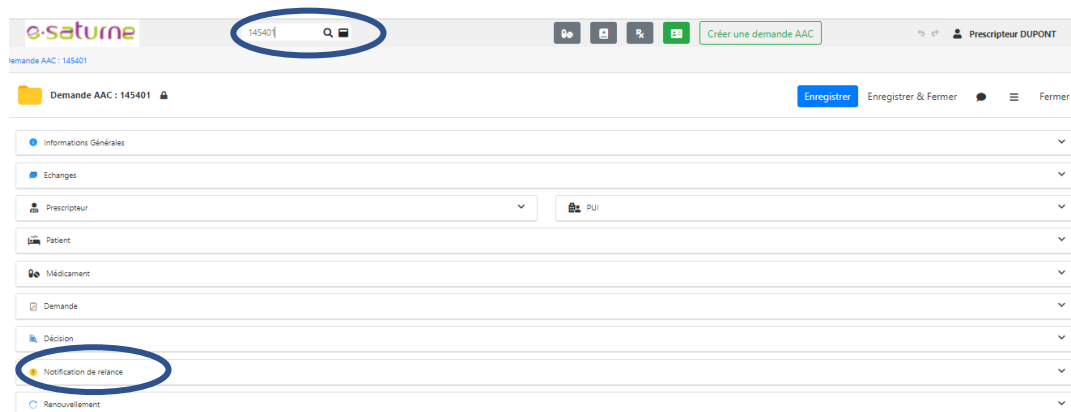 e-saturne
145401
Créer une demande AAC
Prescripteur DUPONT
Demande AAC : 145401
Demande AAC : 145401
Enregistrer Enregistrer & Fermer Fermer
Informations Générales
Echanges
Prescripteur PUI
Patient
Médicament
Demande
Décision
Notification de relance
Renouvellement